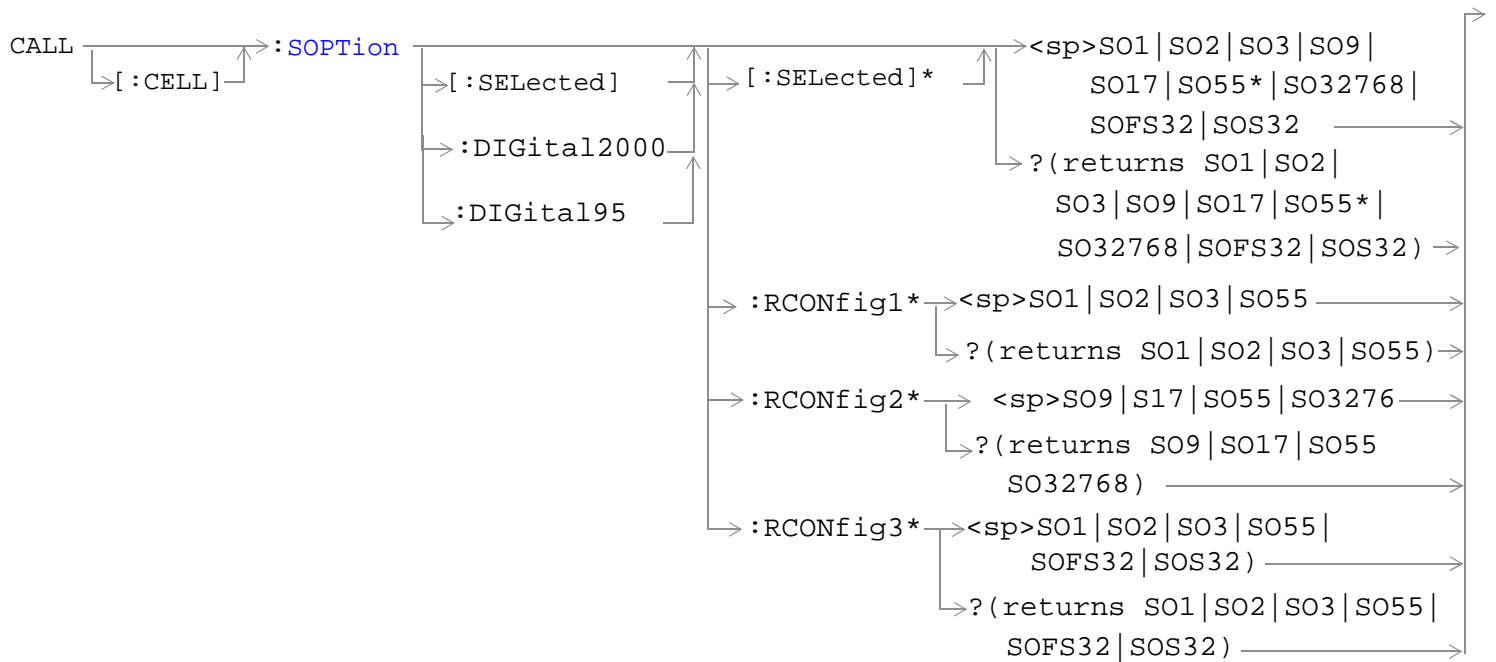 CALL :SOPTion <sp>SO1|SO2|SO3|SO9|
[:CELL] [:SELected] [:SELected]* SO17|SO55*|SO32768|
SOFS32|SOS32
:DIGital2000 ?(returns SO1|SO2|
:DIGital95 SO3|SO9|SO17|SO55*|
SO32768|SOFS32|SOS32)
:RCONfig1* <sp>SO1|SO2|SO3|SO55
?(returns SO1|SO2|SO3|SO55)
:RCONfig2* <sp>SO9|S17|SO55|SO3276
?(returns SO9|SO17|SO55
SO32768)
:RCONfig3* <sp>SO1|SO2|SO3|SO55|
SOFS32|SOS32)
?(returns SO1|SO2|SO3|SO55|
SOFS32|SOS32)